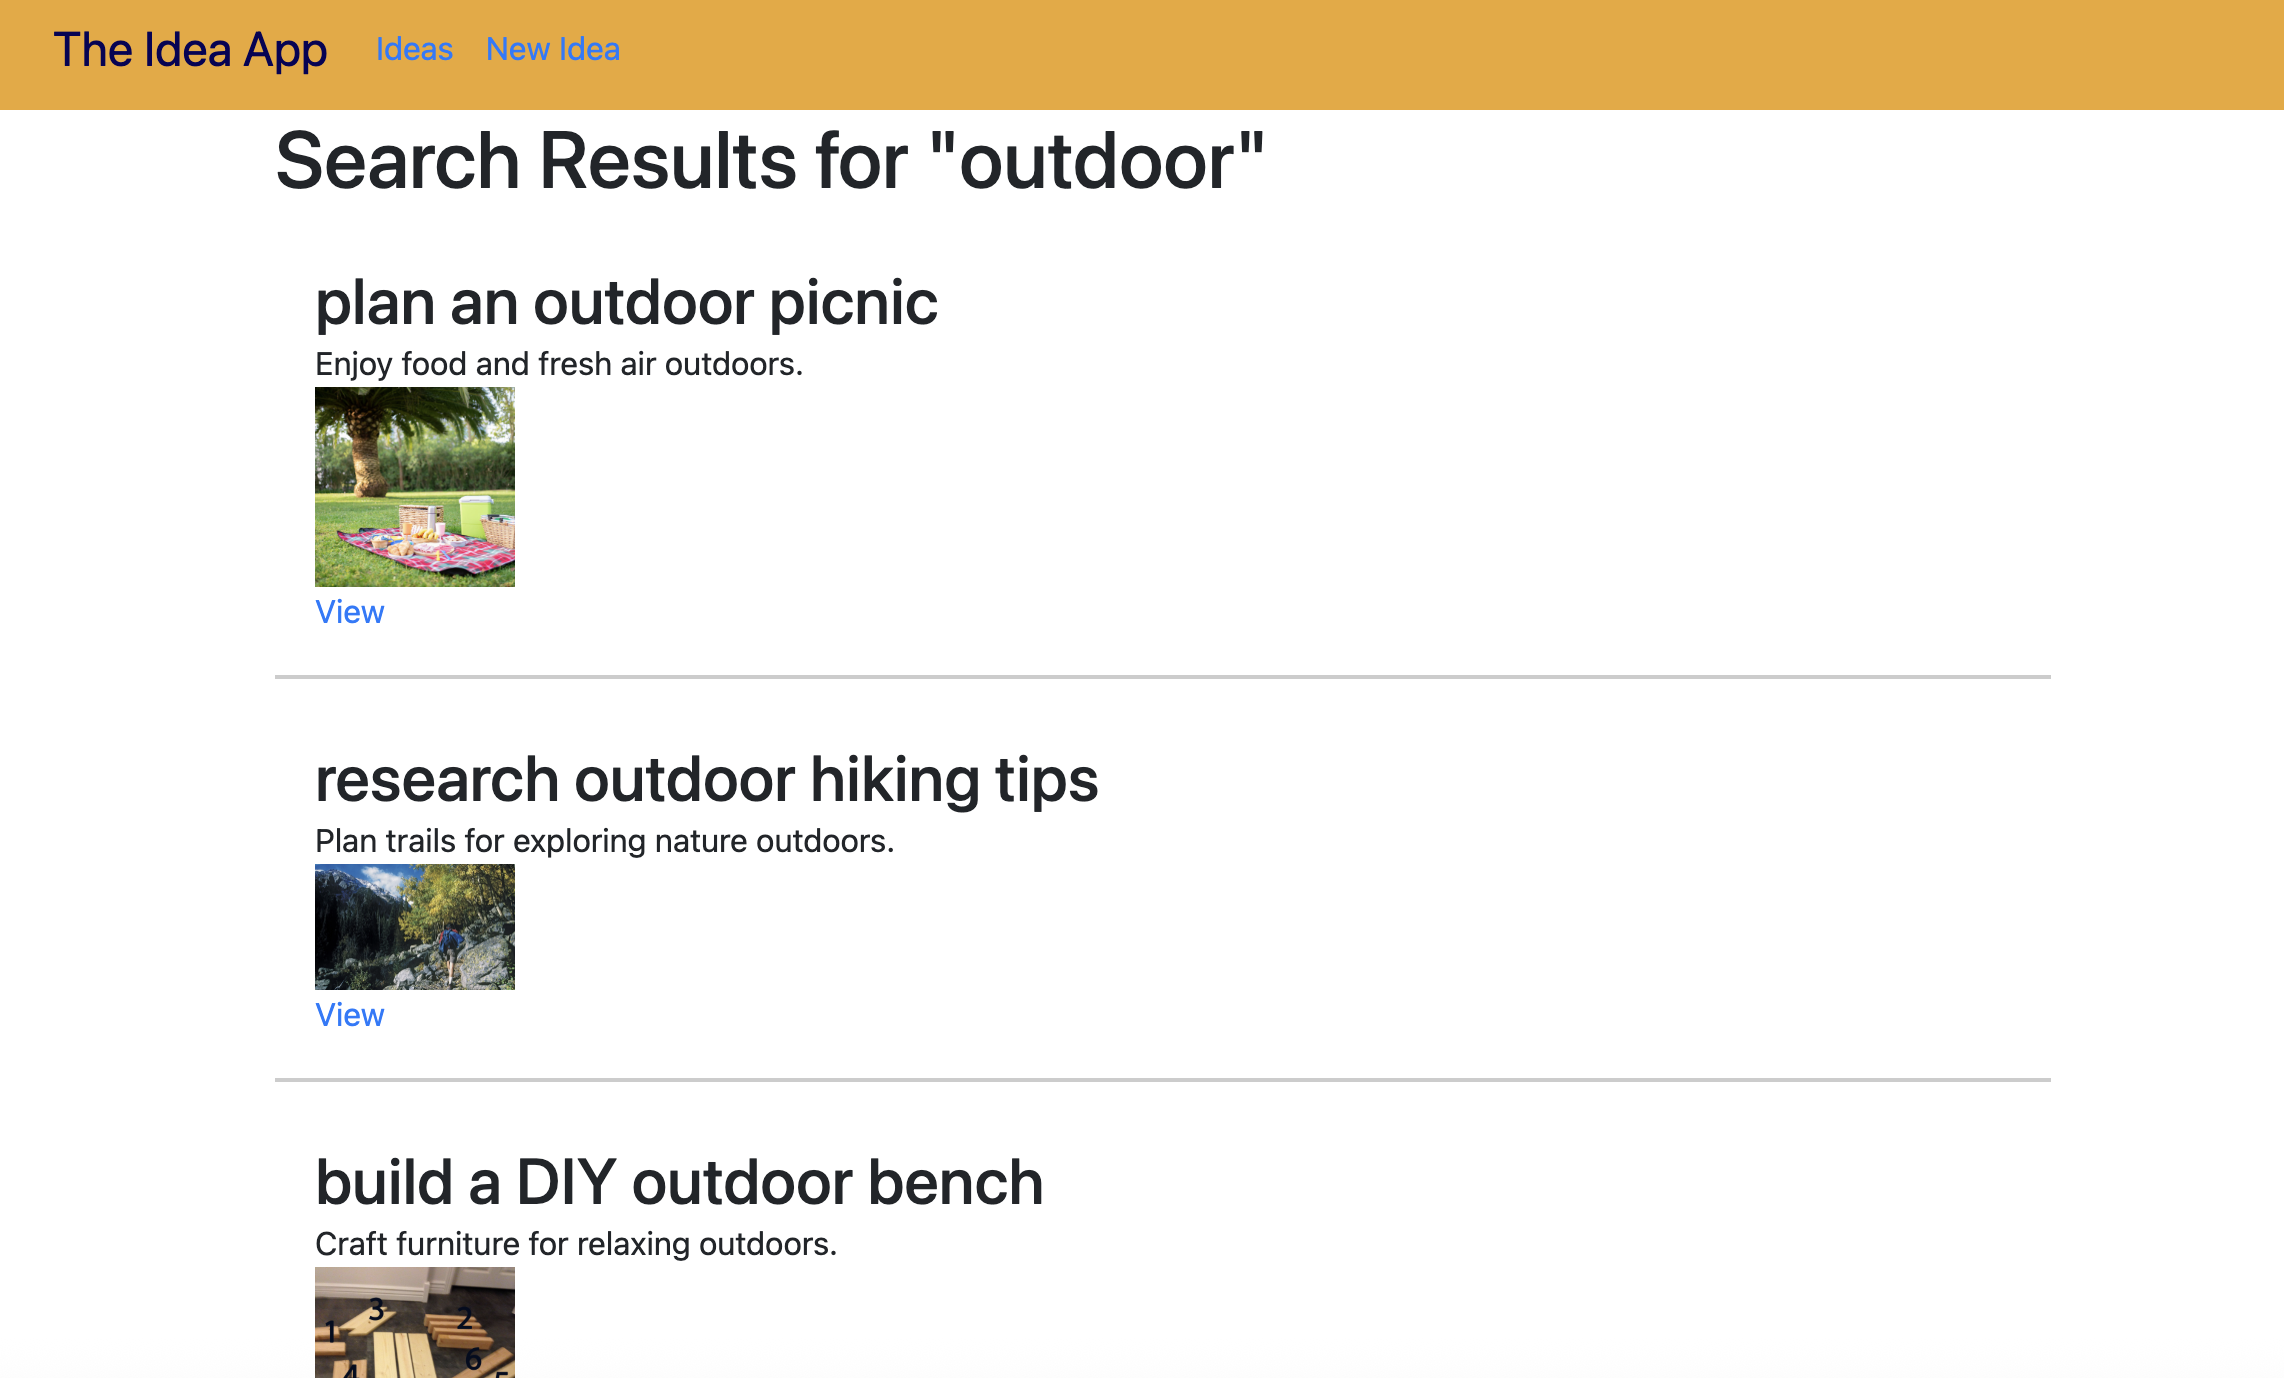 The Idea App Ideas New Idea
Search Results for "outdoor"
plan an outdoor picnic
Enjoy food and fresh air outdoors.
View
research outdoor hiking tips
Plan trails for exploring nature outdoors.
View
build a DIY outdoor bench
Craft furniture for relaxing outdoors.
3
2
1
6
4
5